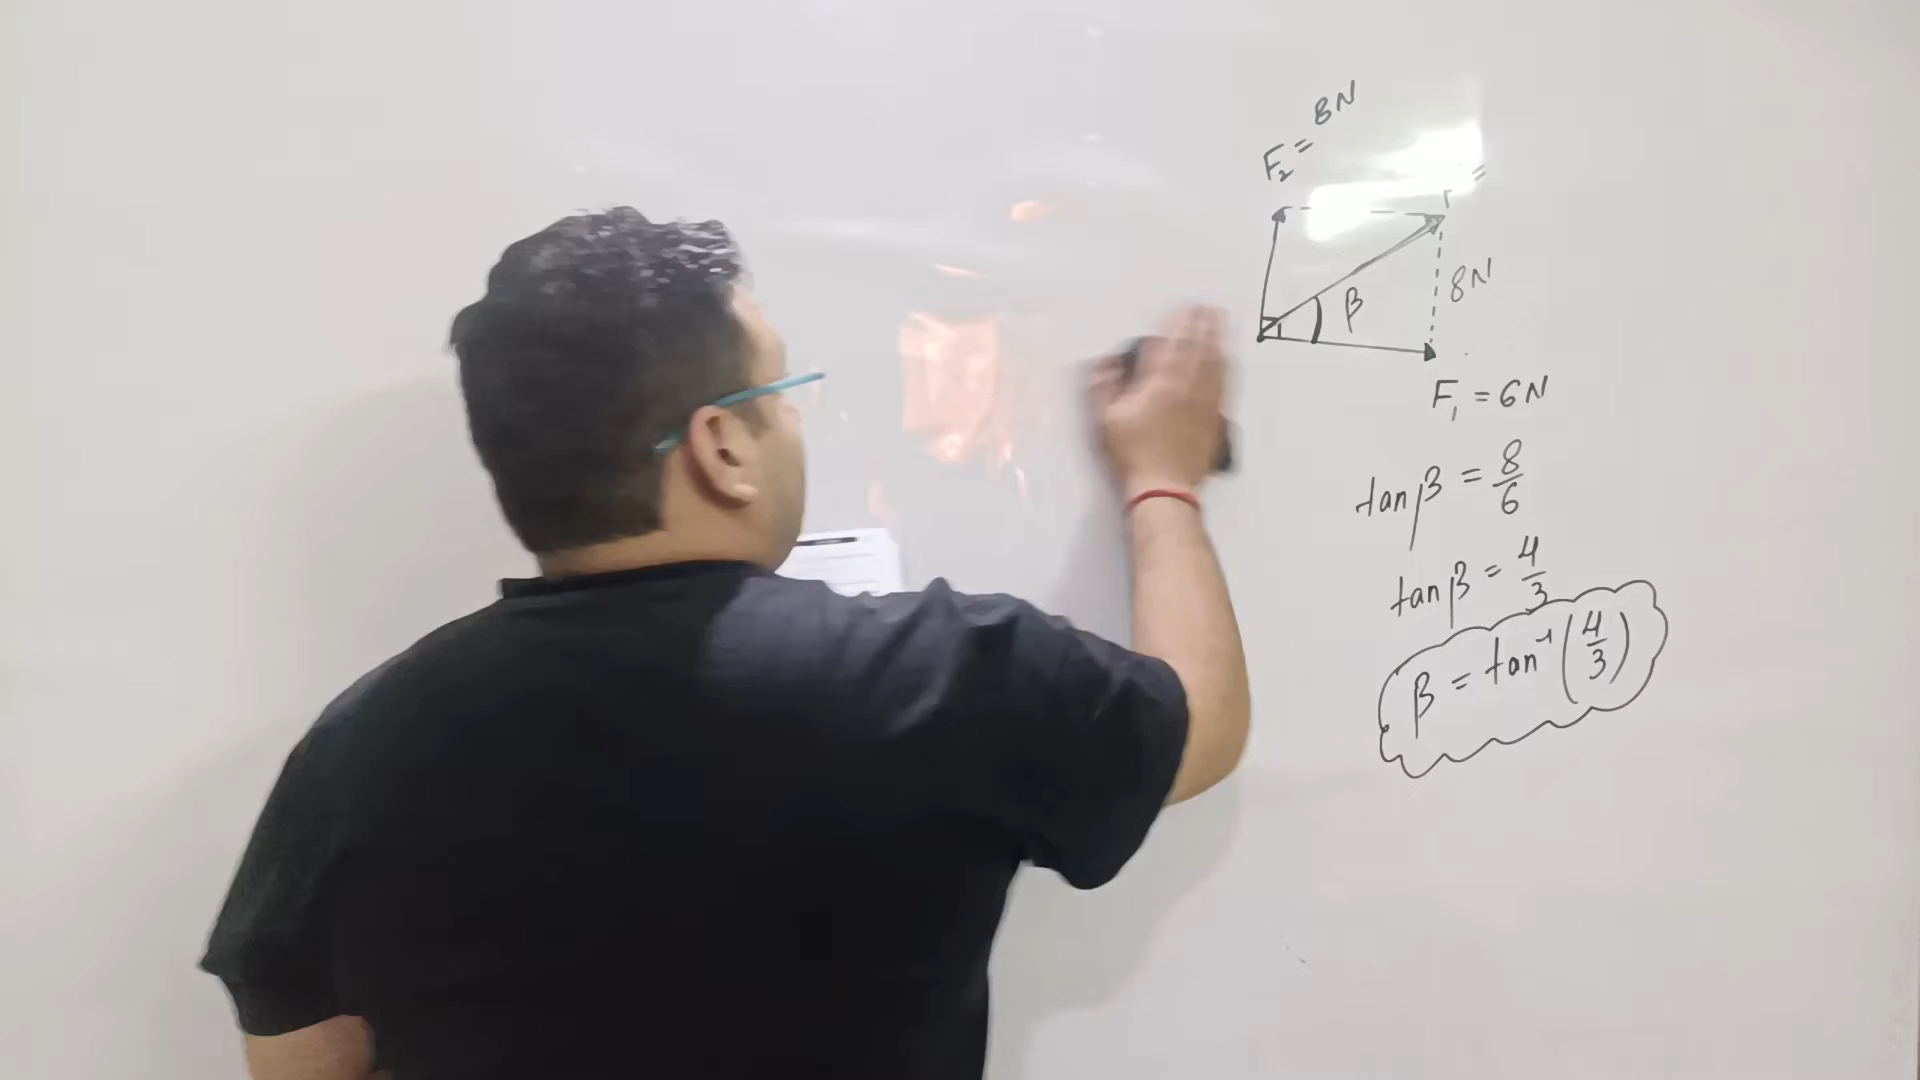 F₂ = 8N
=
8N
β
F₁ = 6N
tan β = 8/6
tan β = 4/3
β = tan⁻¹(4/3)